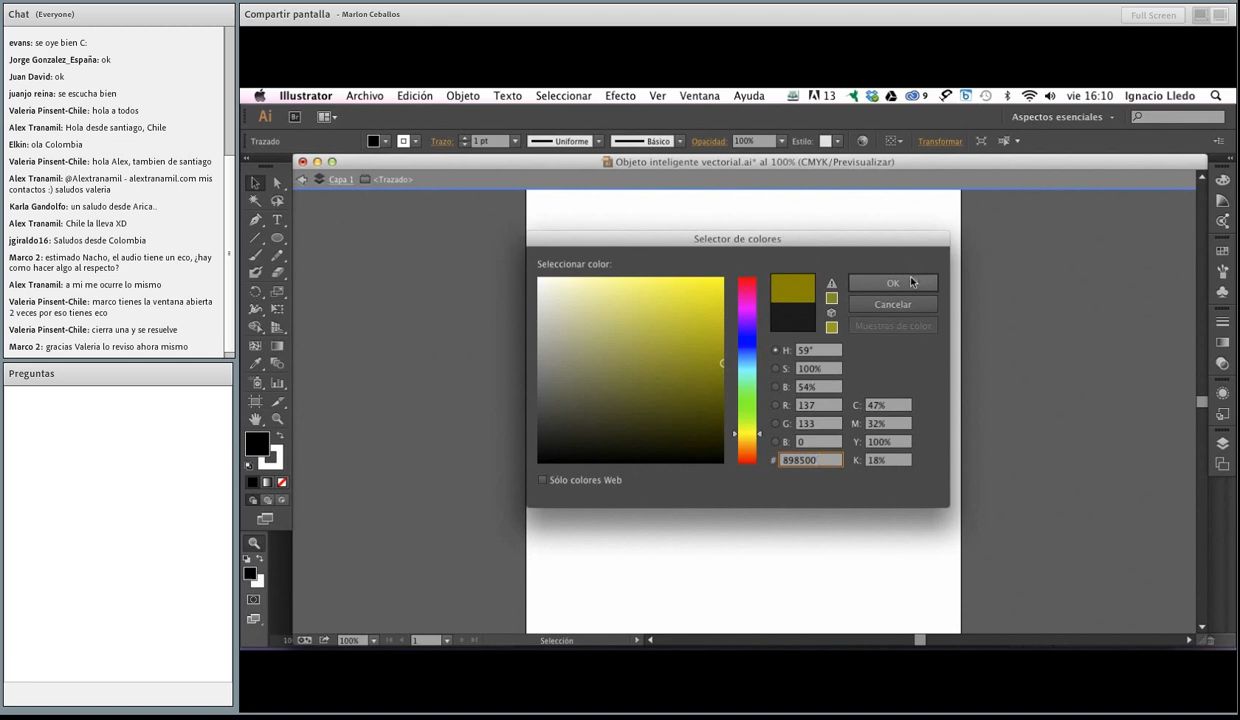 Chat (Everyone)
evans: se oye bien C:
Jorge Gonzalez_España: ok
Juan David: ok
juanjo reina: se escucha bien
Valeria Pinsent-Chile: hola a todos
Alex Tranamil: Hola desde santiago, Chile
Elkin: ola Colombia
Valeria Pinsent-Chile: hola Alex, tambien de santiago
Alex Tranamil: @Alextranamil - alextranamil.com mis
contactos :) saludos valeria
Karla Gandolfo: un saludo desde Arica..
Alex Tranamil: Chile la lleva XD
jgiraldo16: Saludos desde Colombia
Marco 2: estimado Nacho, el audio tiene un eco, ¿hay
como hacer algo al respecto?
Alex Tranamil: a mi me ocurre lo mismo
Valeria Pinsent-Chile: marco tienes la ventana abierta
2 veces por eso tienes eco
Valeria Pinsent-Chile: cierra una y se resuelve
Marco 2: gracias Valeria lo reviso ahora mismo
Preguntas
Compartir pantalla - Marlon Ceballos
Full Screen
Illustrator Archivo Edición Objeto Texto Seleccionar Efecto Ver Ventana Ayuda 13 9 vie 16:10 Ignacio Lledo
Ai Br Aspectos esenciales
Trazado Trazo: 1 pt Uniforme Básico Opacidad: 100% Estilo: Transformar
Objeto inteligente vectorial.ai* al 100% (CMYK/Previsualizar)
Capa 1 <Trazado>
Selector de colores
Seleccionar color:
OK
Cancelar
Muestras de color
H: 59°
S: 100%
B: 54%
R: 137 C: 47%
G: 133 M: 32%
B: 0 Y: 100%
# 898500 K: 18%
Sólo colores Web
10 100% 1 Selección